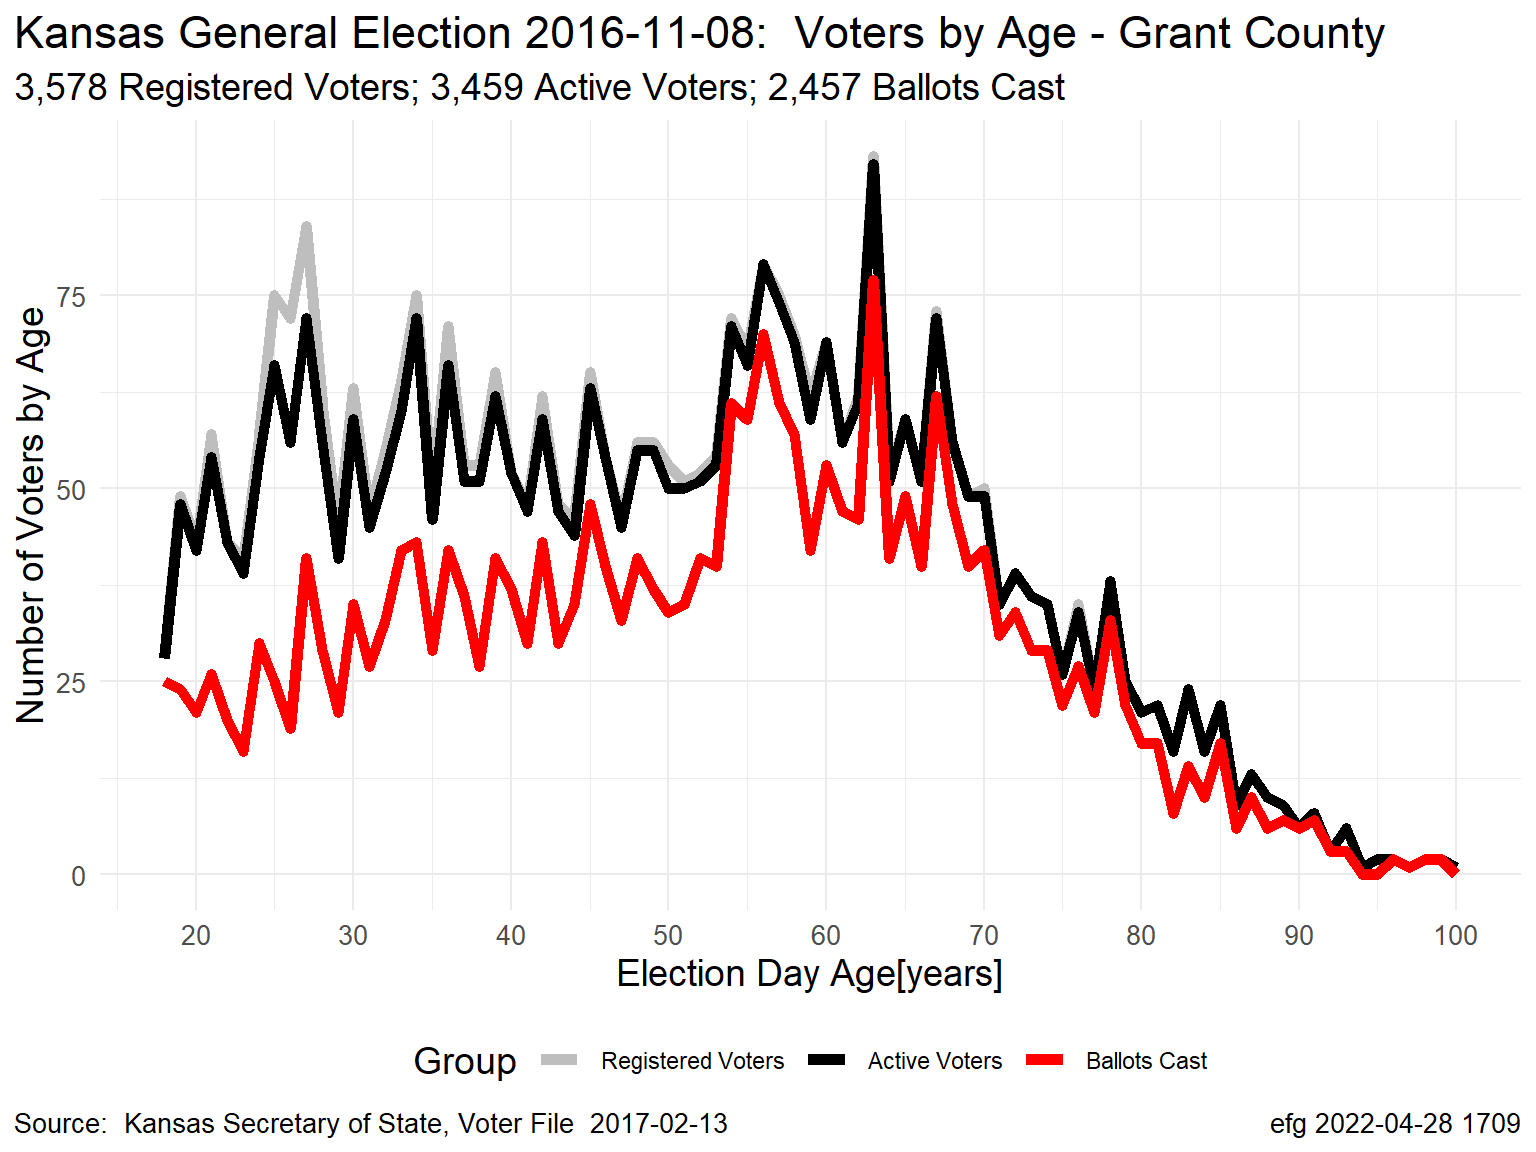 Kansas General Election 2016-11-08:  Voters by Age - Grant County
3,578 Registered Voters; 3,459 Active Voters; 2,457 Ballots Cast
Number of Voters by Age
75
50
25
0
20 30 40 50 60 70 80 90 100
Election Day Age[years]
Group Registered Voters Active Voters Ballots Cast
Source:  Kansas Secretary of State, Voter File  2017-02-13
efg 2022-04-28 1709